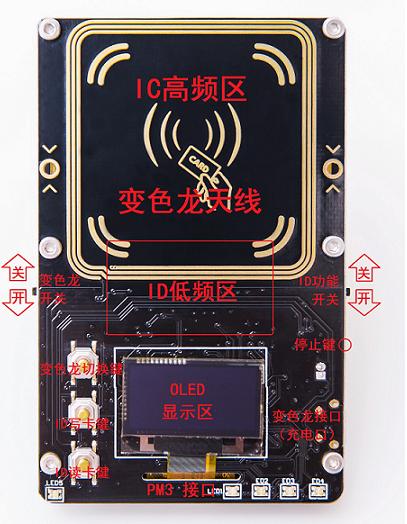 IC高频区
CARD
变色龙天线
关
开
变色龙
开关
ID低频区
ID功能
开关
关
开
停止键
变色龙切换键
OLED
显示区
ID写卡键
变色龙接口
(充电口)
ID读卡键
PM3 接口
LED5
LED1
ED2
ED3
ED4